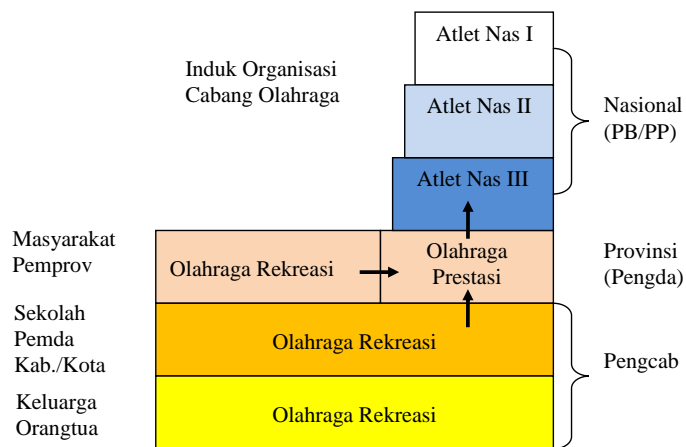 Atlet Nas I
Induk Organisasi
Cabang Olahraga
Atlet Nas II
Nasional
(PB/PP)
Atlet Nas III
Masyarakat
Pemprov
Olahraga Rekreasi
Olahraga
Prestasi
Provinsi
(Pengda)
Sekolah
Pemda
Kab./Kota
Olahraga Rekreasi
Pengcab
Keluarga
Orangtua
Olahraga Rekreasi